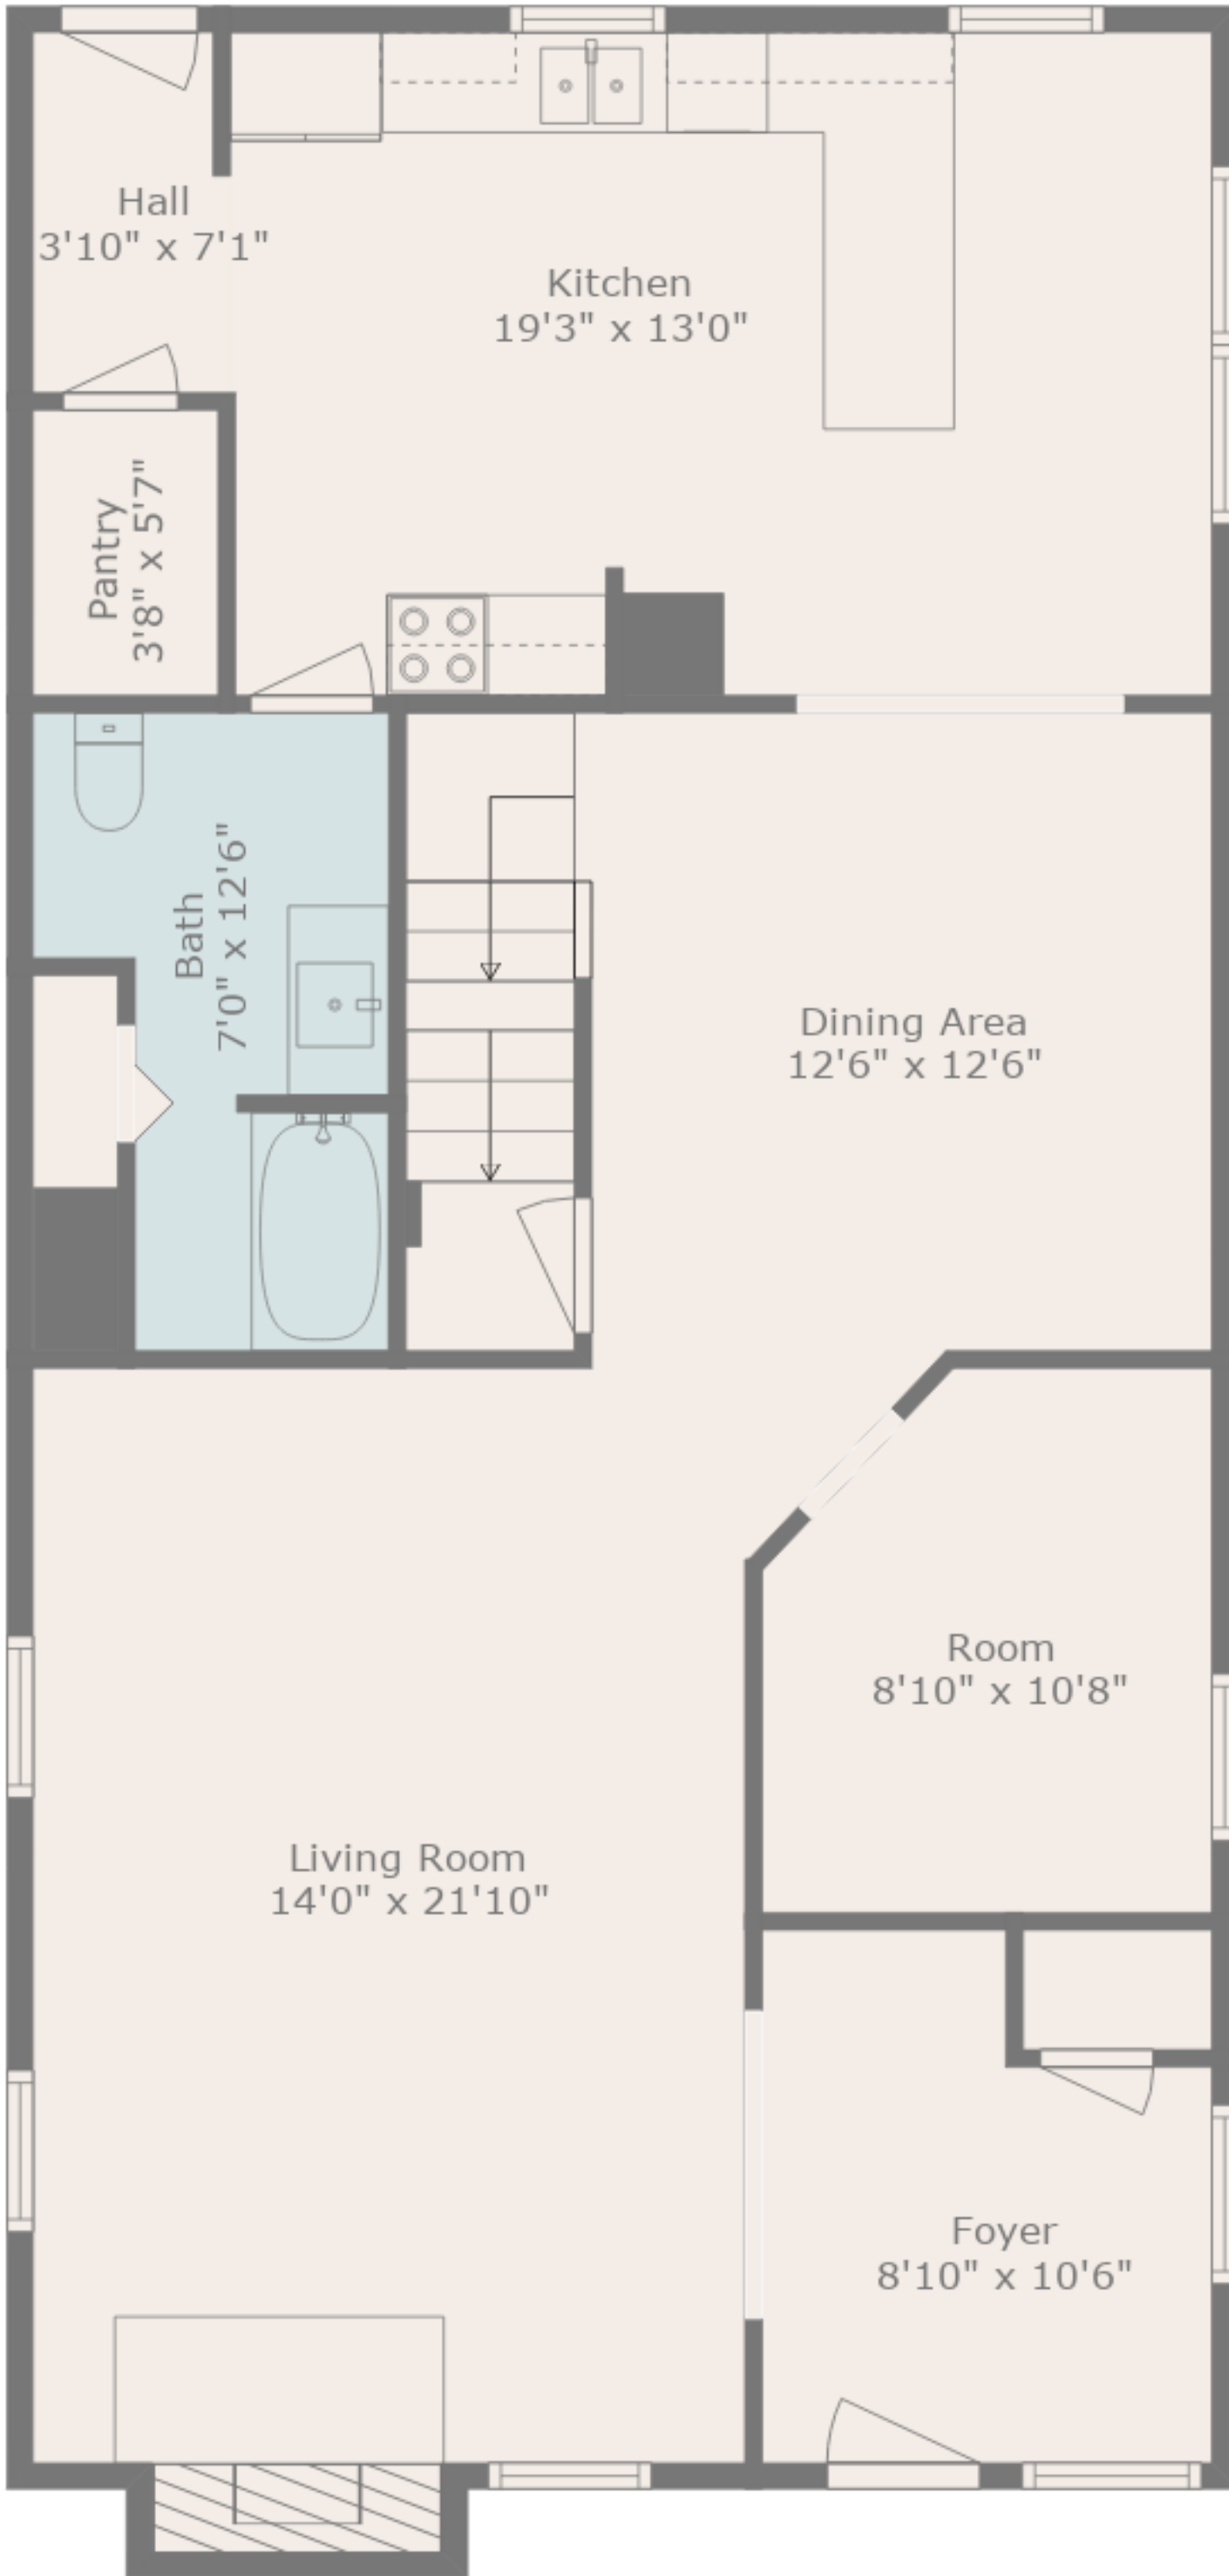 Hall
3'10" x 7'1"
Kitchen
19'3" x 13'0"
Pantry
3'8" x 5'7"
Bath
7'0" x 12'6"
Dining Area
12'6" x 12'6"
Room
8'10" x 10'8"
Living Room
14'0" x 21'10"
Foyer
8'10" x 10'6"